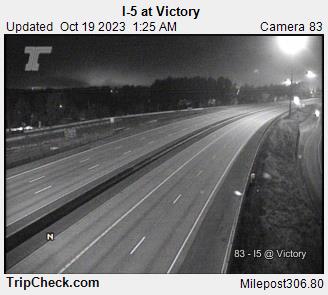 I-5 at Victory
Updated Oct 19 2023 1:25 AM Camera 83
T
N
83 - I5 @ Victory
TripCheck.com Milepost306.80